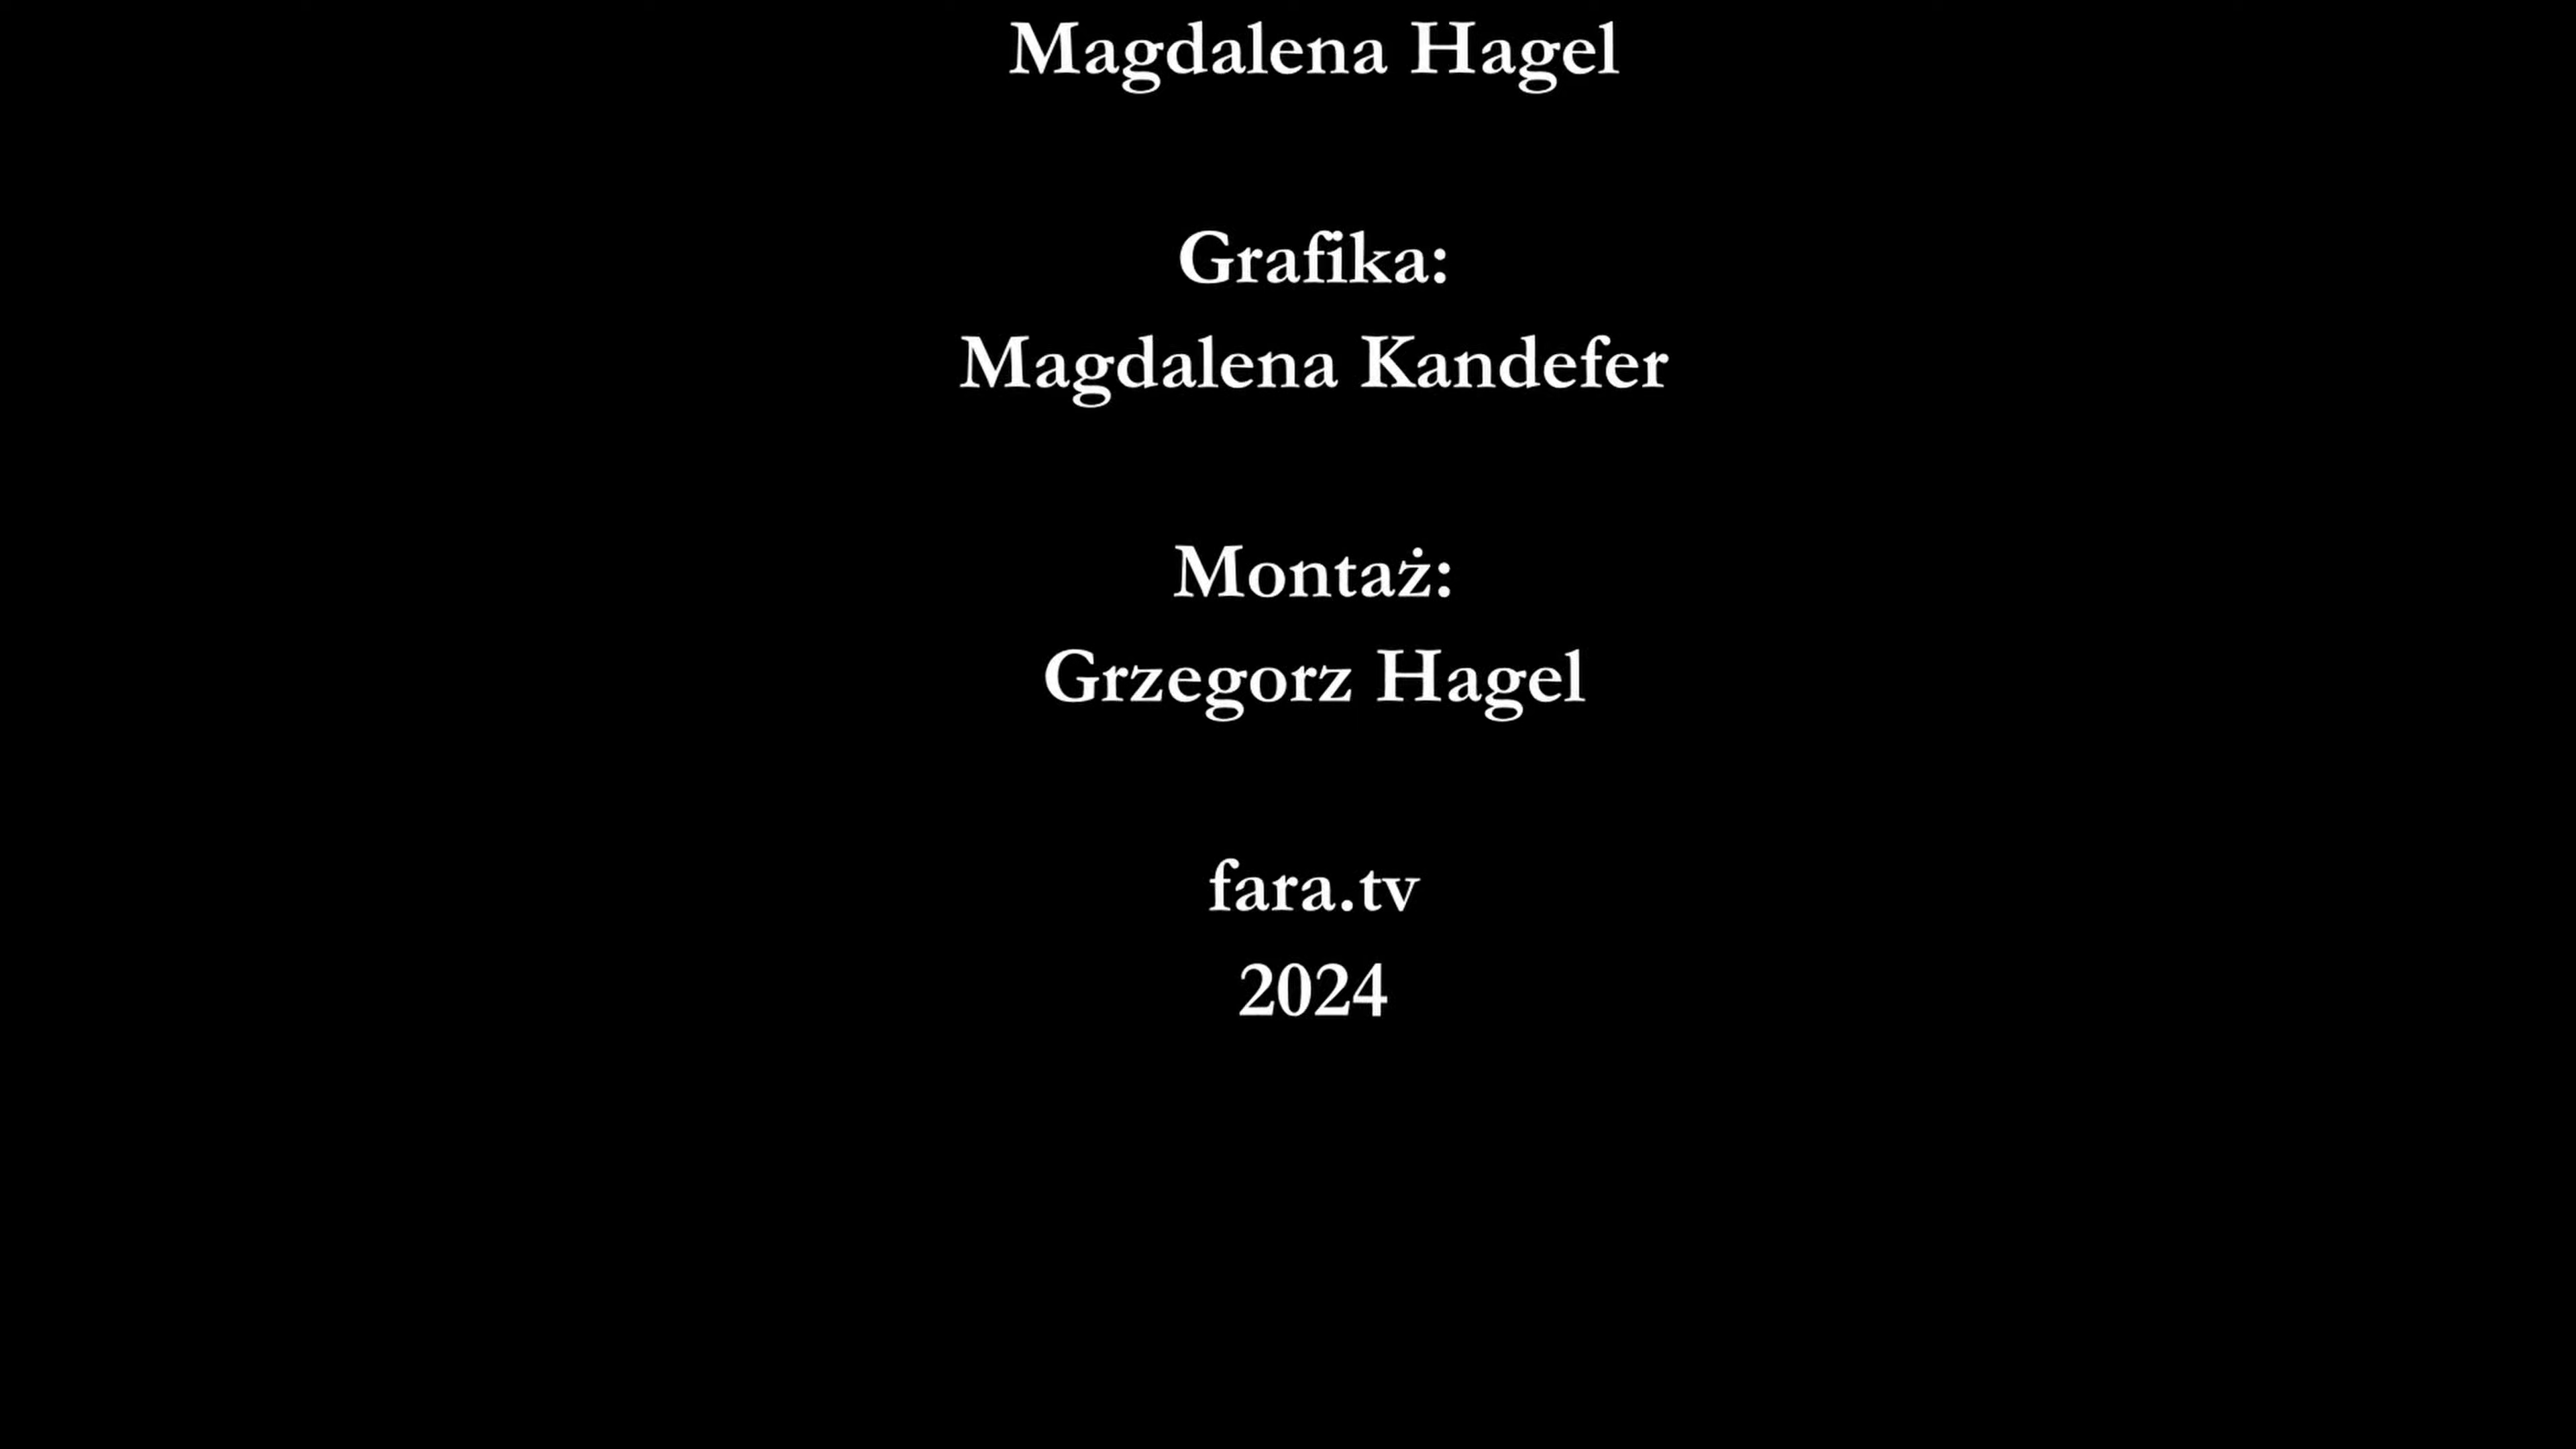 Magdalena Hagel
Grafika:
Magdalena Kandefer
Montaż:
Grzegorz Hagel
fara.tv
2024